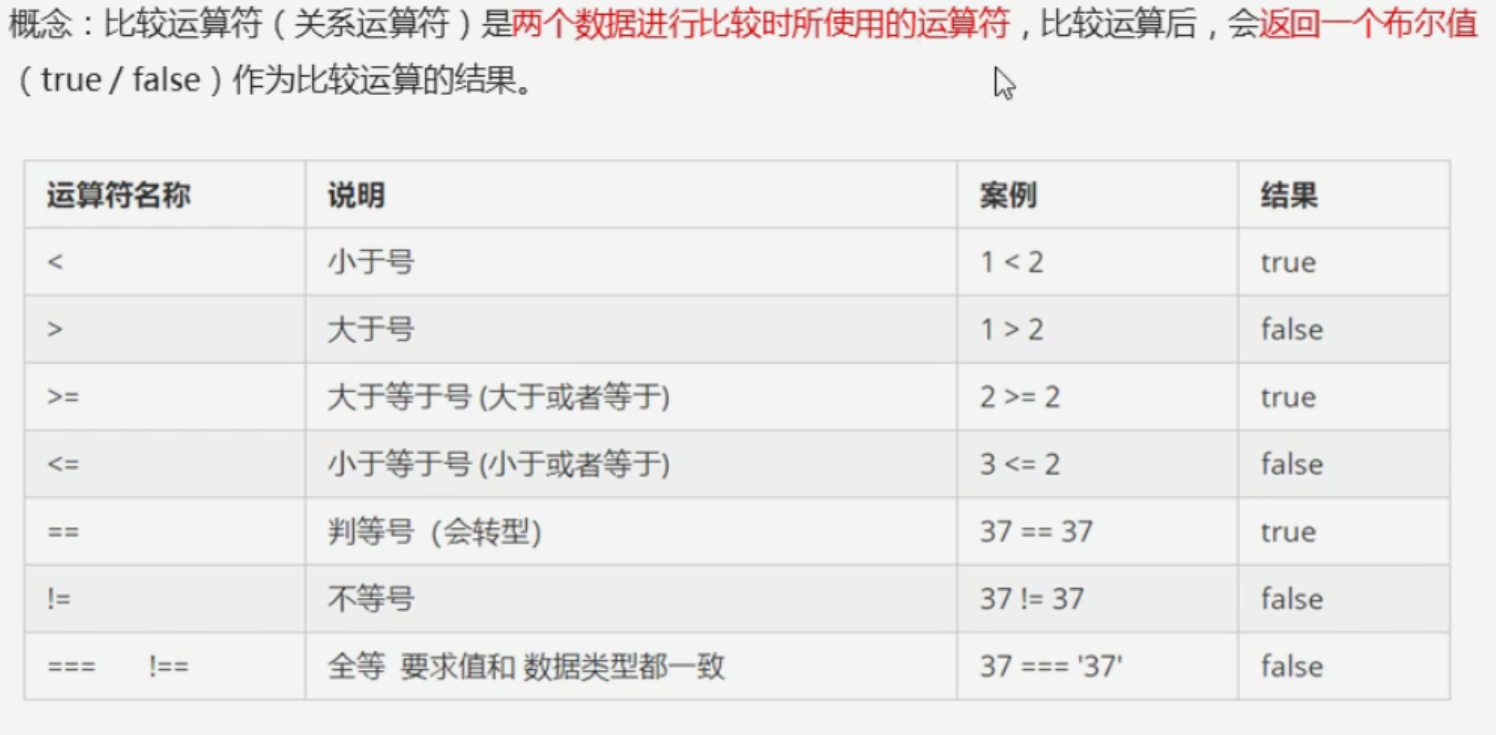 概念：比较运算符（关系运算符）是两个数据进行比较时所使用的运算符，比较运算后，会返回一个布尔值
（true / false）作为比较运算的结果。
运算符名称 说明 案例 结果
< 小于号 1 < 2 true
> 大于号 1 > 2 false
>= 大于等于号 (大于或者等于) 2 >= 2 true
<= 小于等于号 (小于或者等于) 3 <= 2 false
== 判等号（会转型） 37 == 37 true
!= 不等号 37 != 37 false
=== !== 全等 要求值和 数据类型都一致 37 === '37' false